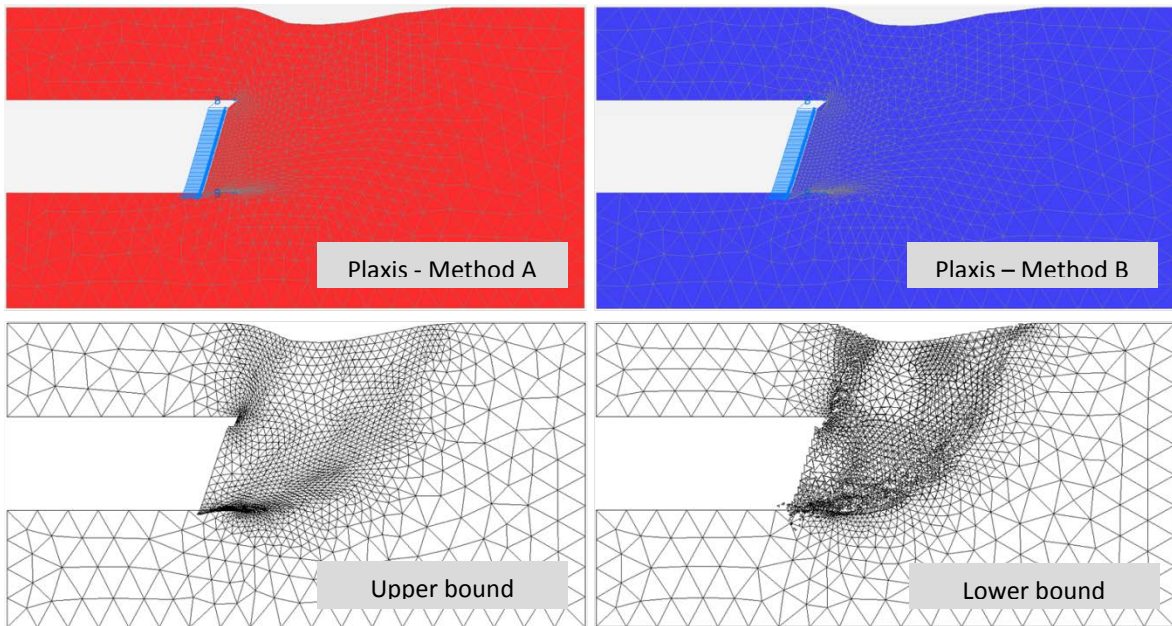 Plaxis - Method A
Plaxis – Method B
Upper bound
Lower bound